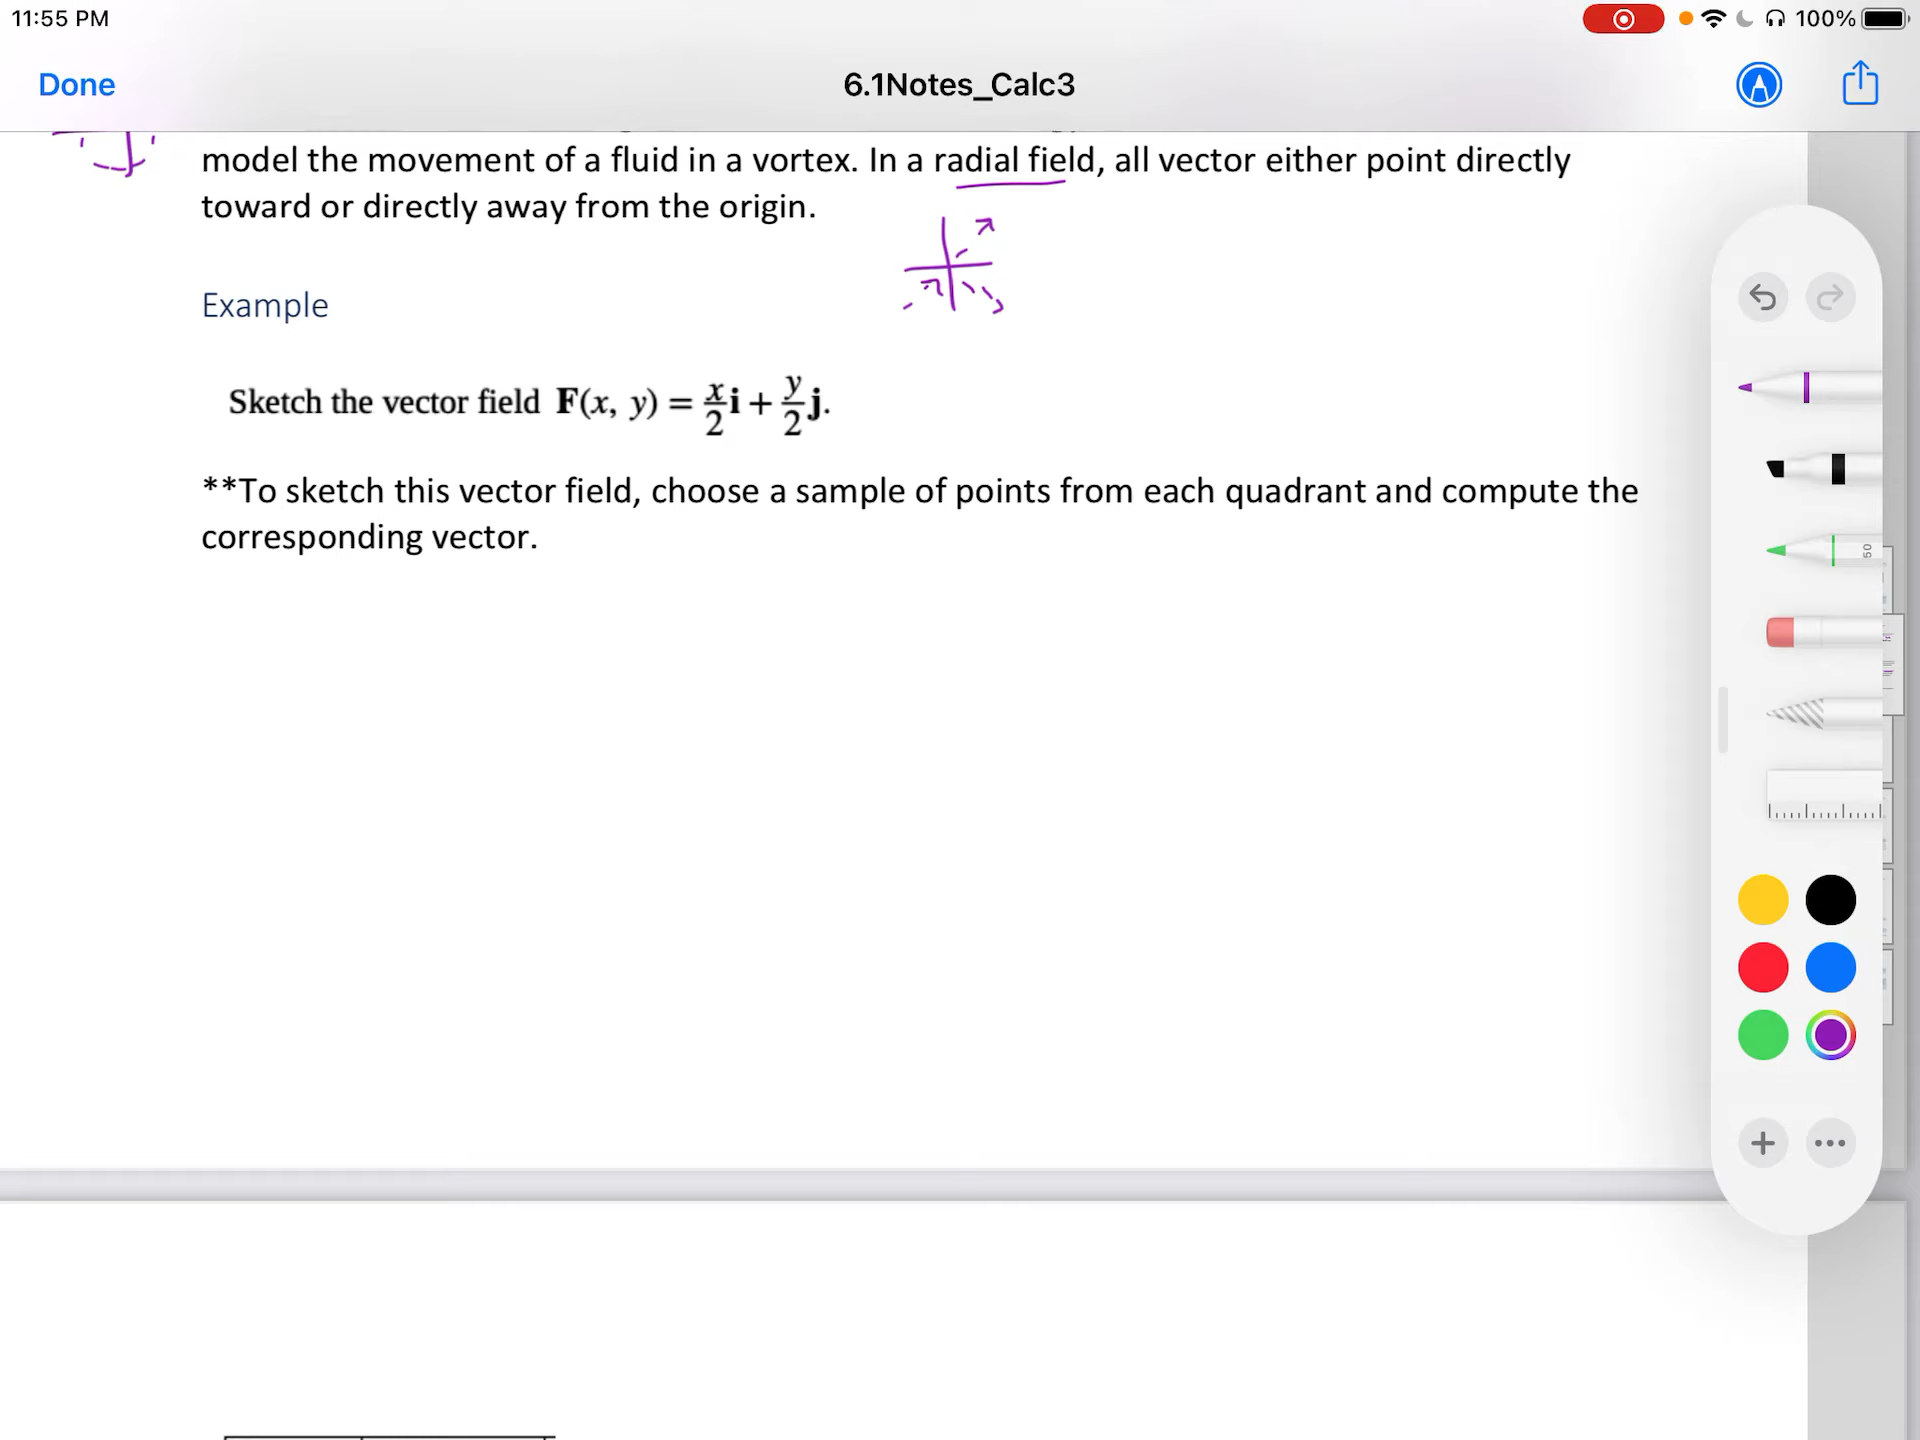 11:55 PM
100%
Done
6.1Notes_Calc3
model the movement of a fluid in a vortex. In a radial field, all vector either point directly
toward or directly away from the origin.
Example
Sketch the vector field F(x, y) = x/2 i + y/2 j.
**To sketch this vector field, choose a sample of points from each quadrant and compute the
corresponding vector.
50